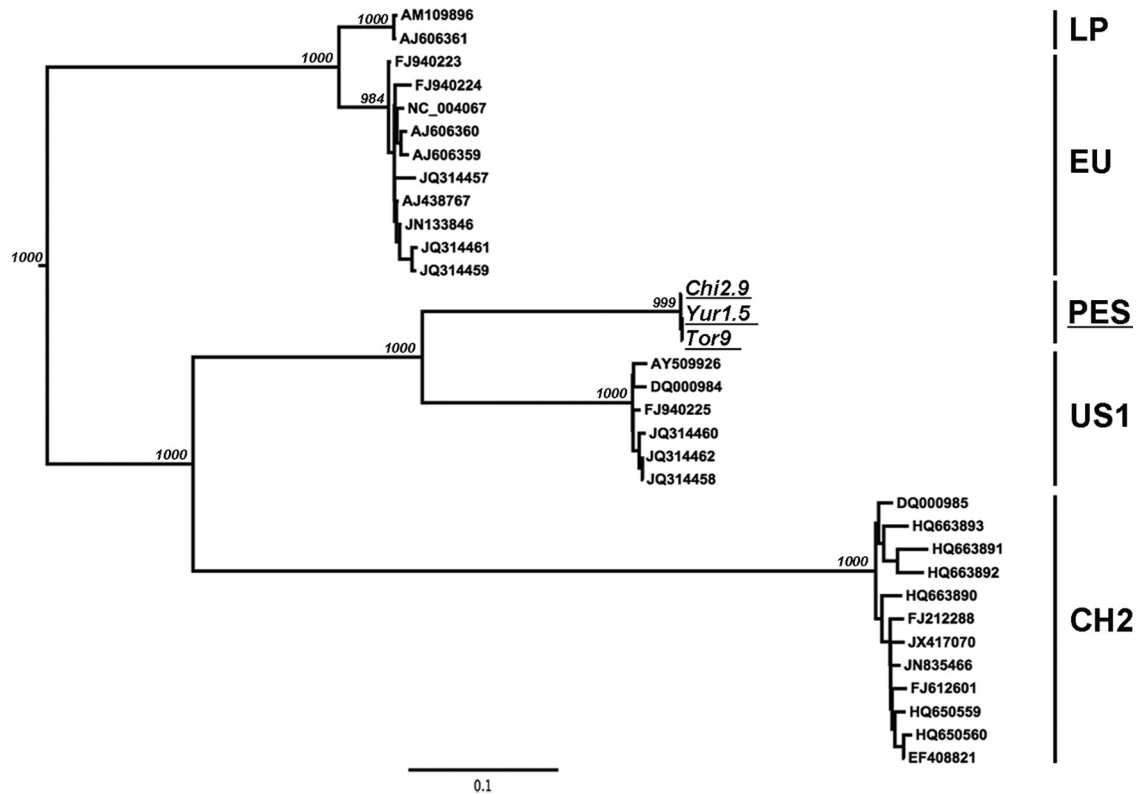 1000 AM109896
AJ606361
LP
1000
FJ940223
984
FJ940224
NC_004067
AJ606360
AJ606359
EU
JQ314457
AJ438767
JN133846
JQ314461
JQ314459
1000
999 Chi2.9
Yur1.5
Tor9
PES
1000
AY509926
1000 DQ000984
FJ940225
US1
JQ314460
JQ314462
JQ314458
1000
DQ000985
HQ663893
HQ663891
1000 HQ663892
HQ663890
FJ212288
CH2
JX417070
JN835466
FJ612601
HQ650559
HQ650560
EF408821
0.1